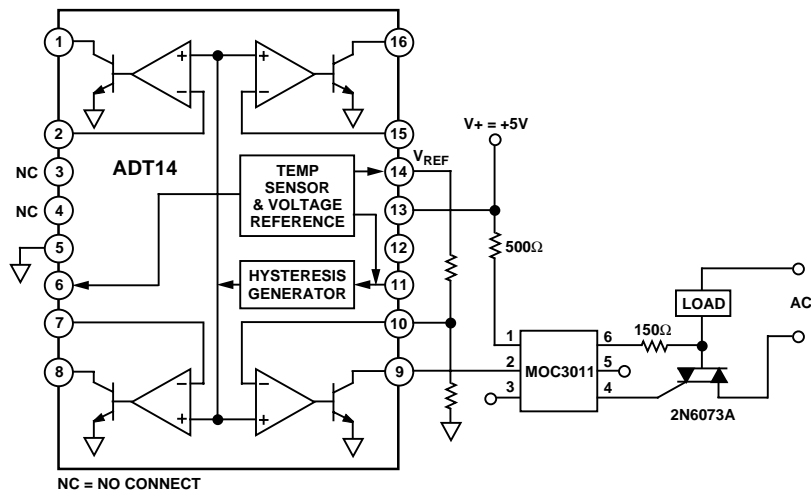 1
16
2
15
ADT14
V+ = +5V
NC
3
TEMP
SENSOR
& VOLTAGE
REFERENCE
14
VREF
NC
4
13
5
12
500Ω
6
HYSTERESIS
GENERATOR
11
LOAD
AC
7
10
150Ω
1
6
8
9
2
MOC3011
5
3
4
2N6073A
NC = NO CONNECT